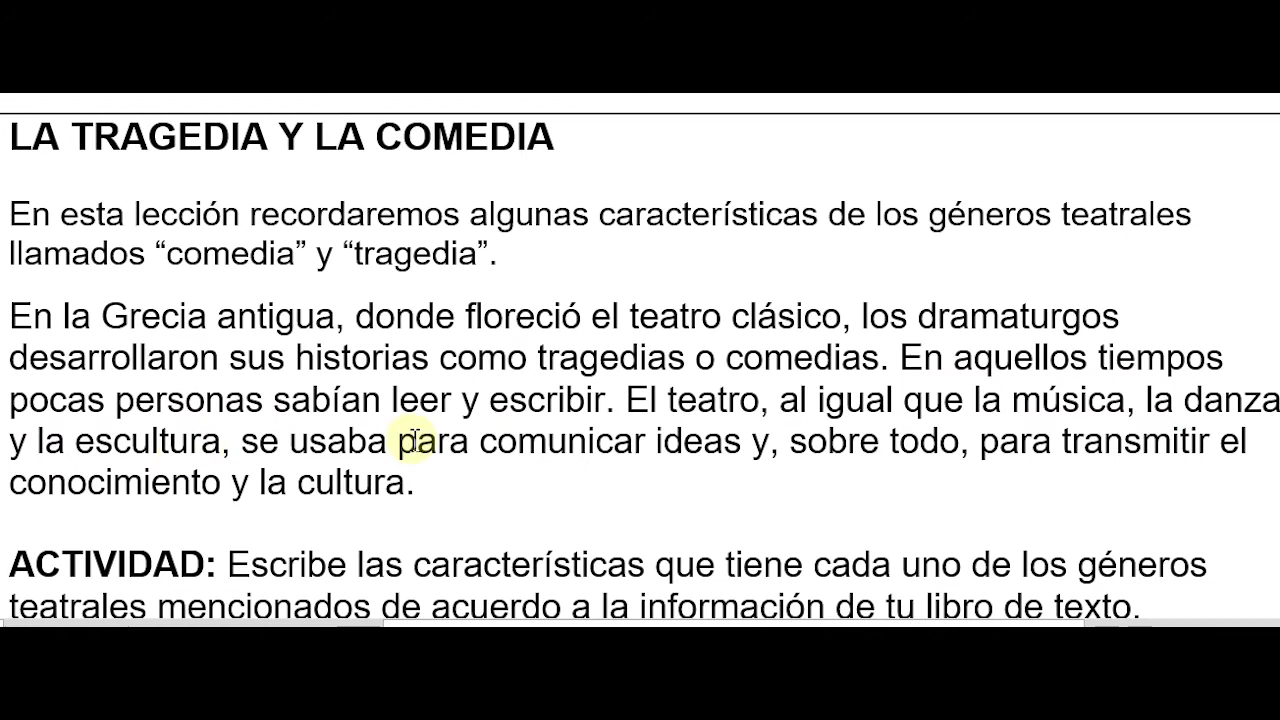 LA TRAGEDIA Y LA COMEDIA
En esta lección recordaremos algunas características de los géneros teatrales
llamados “comedia” y “tragedia”.
En la Grecia antigua, donde floreció el teatro clásico, los dramaturgos
desarrollaron sus historias como tragedias o comedias. En aquellos tiempos
pocas personas sabían leer y escribir. El teatro, al igual que la música, la danza
y la escultura, se usaba para comunicar ideas y, sobre todo, para transmitir el
conocimiento y la cultura.
ACTIVIDAD: Escribe las características que tiene cada uno de los géneros
teatrales mencionados de acuerdo a la información de tu libro de texto.